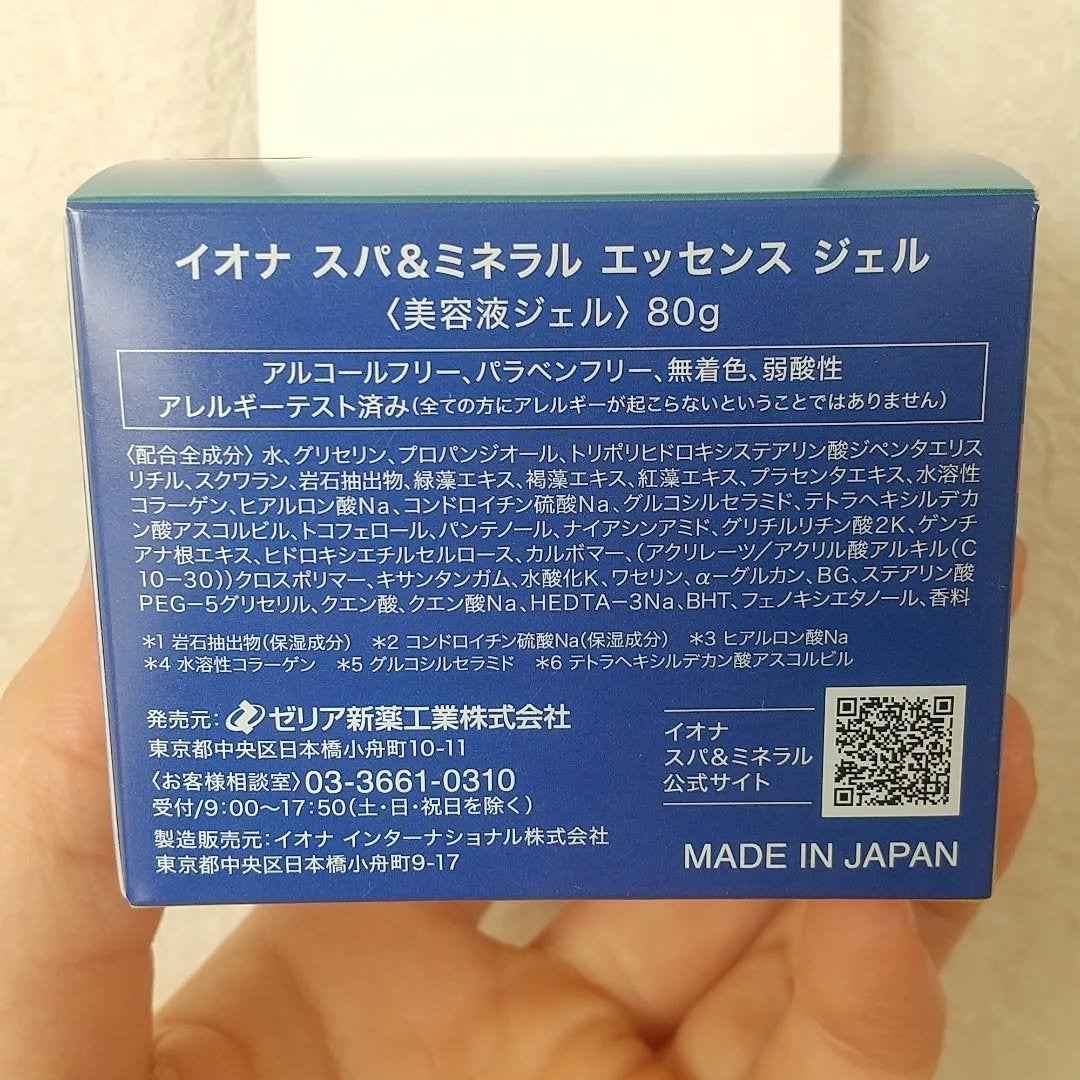 イオナ スパ&ミネラル エッセンス ジェル
〈美容液ジェル〉 80g
アルコールフリー、パラベンフリー、無着色、弱酸性
アレルギーテスト済み(全ての方にアレルギーが起こらないということではありません)
〈配合全成分〉 水、グリセリン、プロパンジオール、トリポリヒドロキシステアリン酸ジペンタエリス
リチル、スクワラン、岩石抽出物、緑藻エキス、褐藻エキス、紅藻エキス、プラセンタエキス、水溶性
コラーゲン、ヒアルロン酸Na、コンドロイチン硫酸Na、グルコシルセラミド、テトラヘキシルデカ
ン酸アスコルビル、トコフェロール、パンテノール、ナイアシンアミド、グリチルリチン酸2K、ゲンチ
アナ根エキス、ヒドロキシエチルセルロース、カルボマー、(アクリレーツ/アクリル酸アルキル(C
10-30))クロスポリマー、キサンタンガム、水酸化K、ワセリン、α-グルカン、BG、ステアリン酸
PEG-5グリセリル、クエン酸、クエン酸Na、HEDTA-3Na、BHT、フェノキシエタノール、香料
*1 岩石抽出物(保湿成分) *2 コンドロイチン硫酸Na(保湿成分) *3 ヒアルロン酸Na
*4 水溶性コラーゲン *5 グルコシルセラミド *6 テトラヘキシルデカン酸アスコルビル
発売元: ゼリア新薬工業株式会社
東京都中央区日本橋小舟町10-11
〈お客様相談室〉03-3661-0310
受付/9:00〜17:50(土・日・祝日を除く)
製造販売元:イオナ インターナショナル株式会社
東京都中央区日本橋小舟町9-17
イオナ
スパ&ミネラル
公式サイト
MADE IN JAPAN